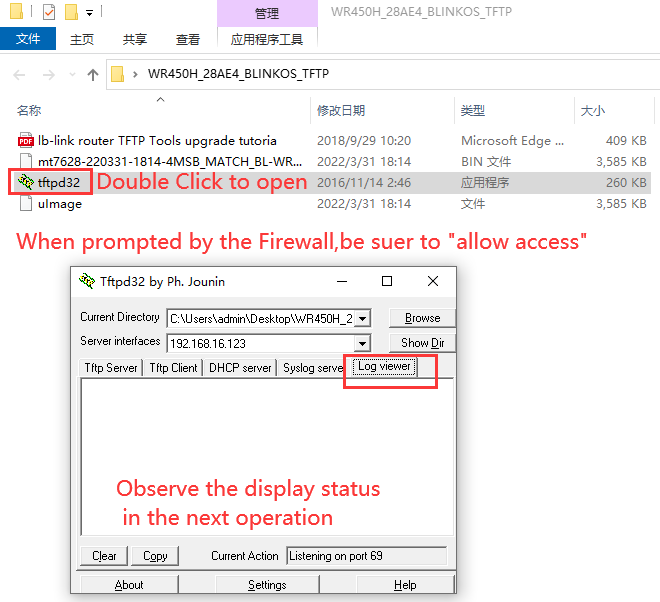 管理
WR450H_28AE4_BLINKOS_TFTP
文件 主页 共享 查看 应用程序工具
WR450H_28AE4_BLINKOS_TFTP
名称 修改日期 类型 大小
lb-link router TFTP Tools upgrade tutoria 2018/9/29 10:20 Microsoft Edge ... 409 KB
mt7628-220331-1814-4MSB_MATCH_BL-WR... 2022/3/31 18:14 BIN 文件 3,585 KB
tftpd32 Double Click to open 2016/11/14 2:46 应用程序 260 KB
uImage 2022/3/31 18:14 文件 3,585 KB
When prompted by the Firewall,be suer to "allow access"
Tftpd32 by Ph. Jounin
Current Directory C:\Users\admin\Desktop\WR450H_2 Browse
Server interfaces 192.168.16.123 Show Dir
Tftp Server Tftp Client DHCP server Syslog serve Log viewer
Observe the display status
in the next operation
Clear Copy Current Action Listening on port 69
About Settings Help